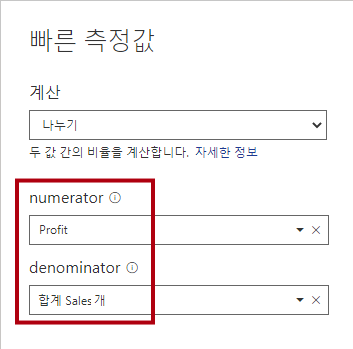 빠른 측정값
계산
나누기
두 값 간의 비율을 계산합니다. 자세한 정보
numerator
Profit
denominator
합계 Sales 개